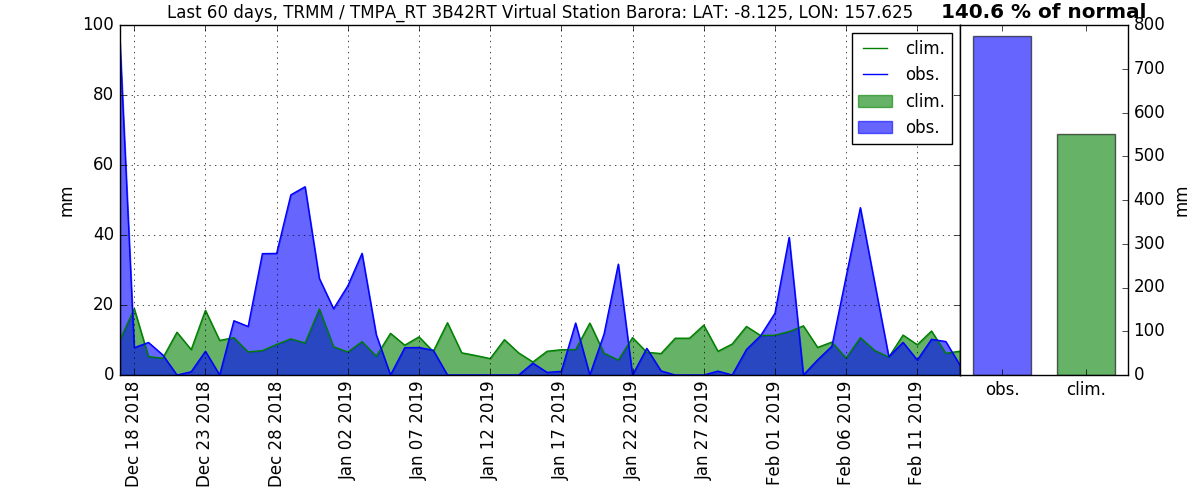 Last 60 days, TRMM / TMPA_RT 3B42RT Virtual Station Barora: LAT: -8.125, LON: 157.625
140.6 % of normal
100
80
60
40
20
0
mm
clim.
obs.
clim.
obs.
Dec 18 2018
Dec 23 2018
Dec 28 2018
Jan 02 2019
Jan 07 2019
Jan 12 2019
Jan 17 2019
Jan 22 2019
Jan 27 2019
Feb 01 2019
Feb 06 2019
Feb 11 2019
800
700
600
500
400
300
200
100
0
mm
obs.
clim.